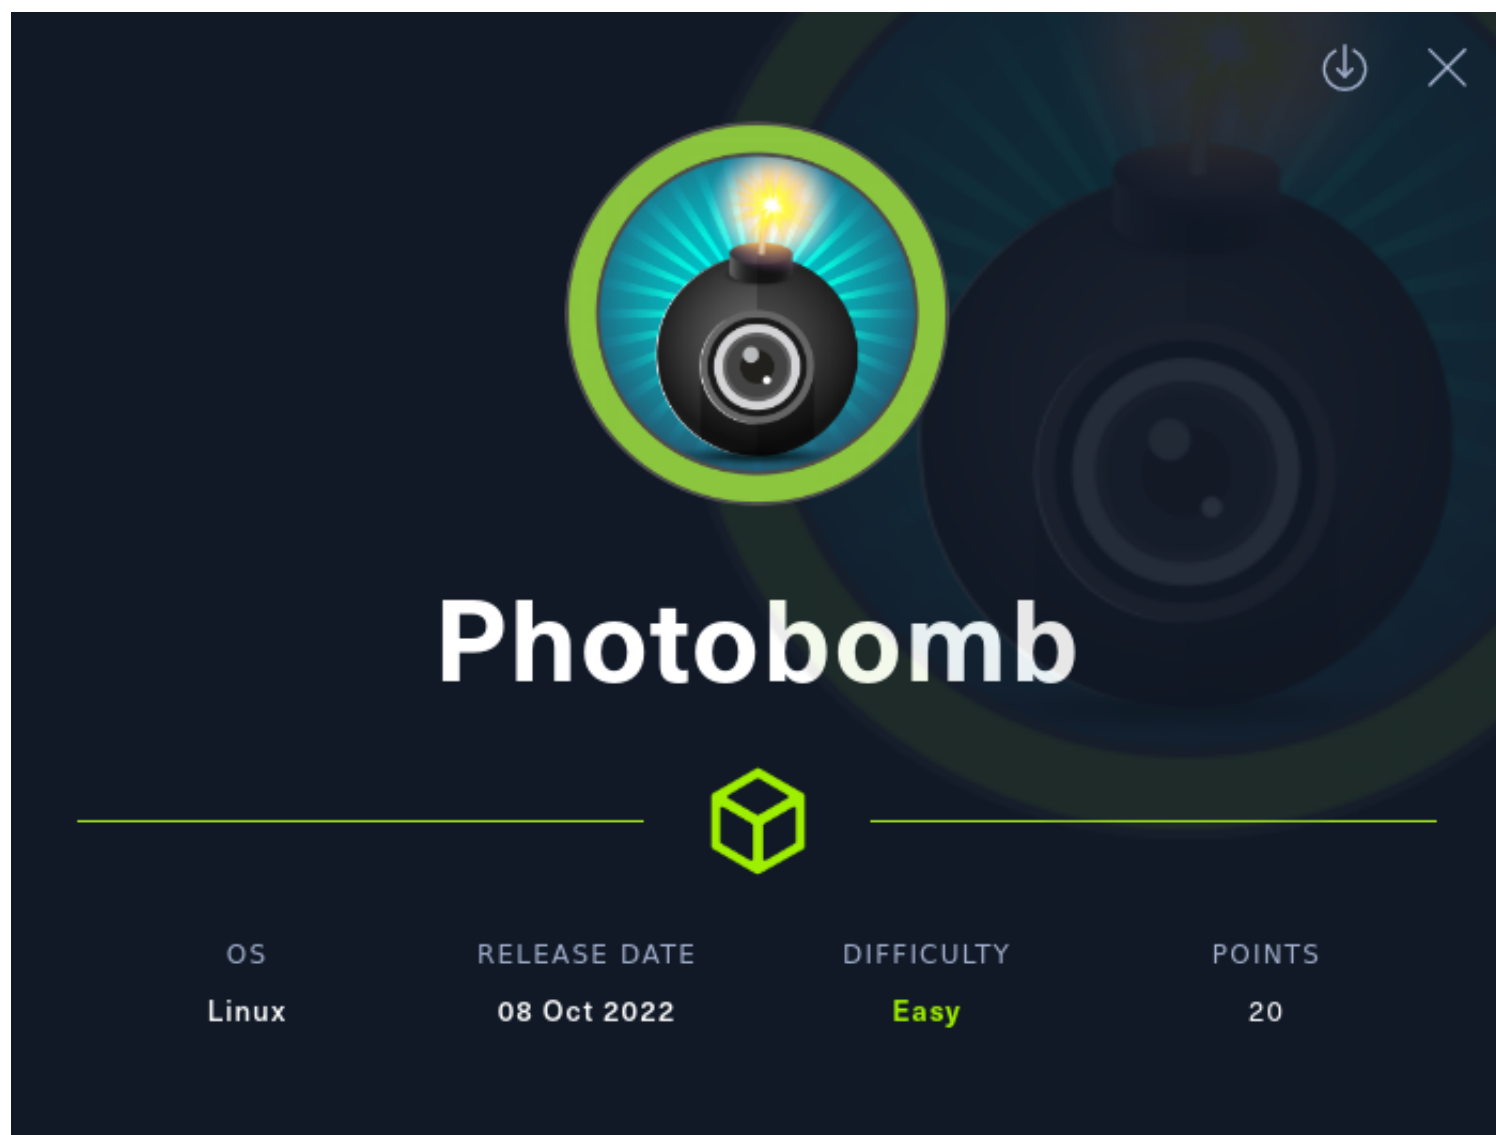 Photobomb
OS
RELEASE DATE
DIFFICULTY
POINTS
Linux
08 Oct 2022
Easy
20